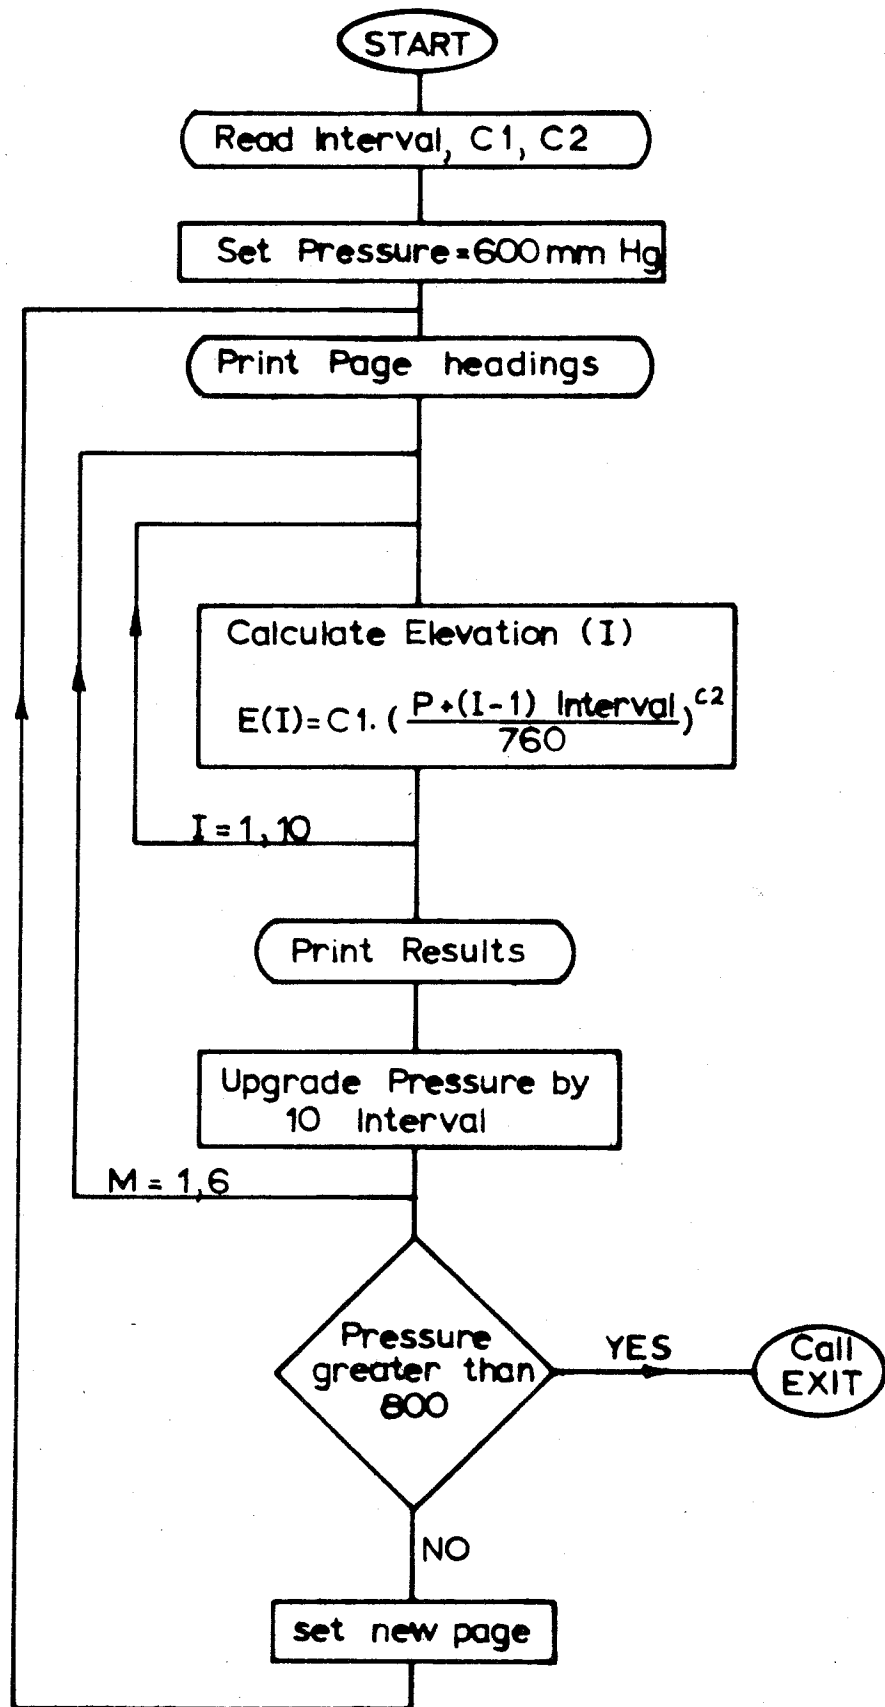 START
Read Interval, C1, C2
Set Pressure=600 mm Hg
Print Page headings
Calculate Elevation (I)
E(I)=C1.(P+(I-1) Interval/760)^C2
I=1,10
Print Results
Upgrade Pressure by
10 Interval
M=1,6
Pressure
greater than
800
YES
Call
EXIT
NO
set new page